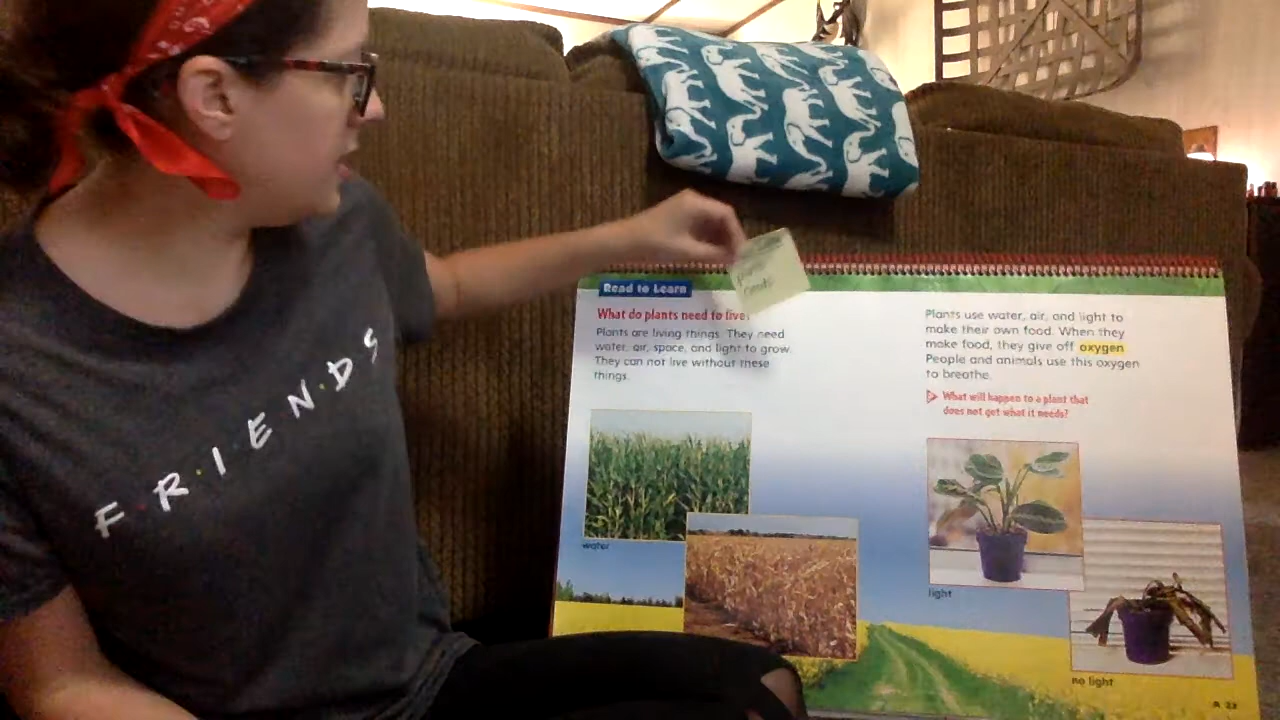 F·R·I·E·N·D·S
Read to Learn
What do plants need to live?
Plants are living things. They need
water, air, space, and light to grow.
They can not live without these
things.
water
Plants use water, air, and light to
make their own food. When they
make food, they give off oxygen
People and animals use this oxygen
to breathe.
What will happen to a plant that
does not get what it needs?
light
no light